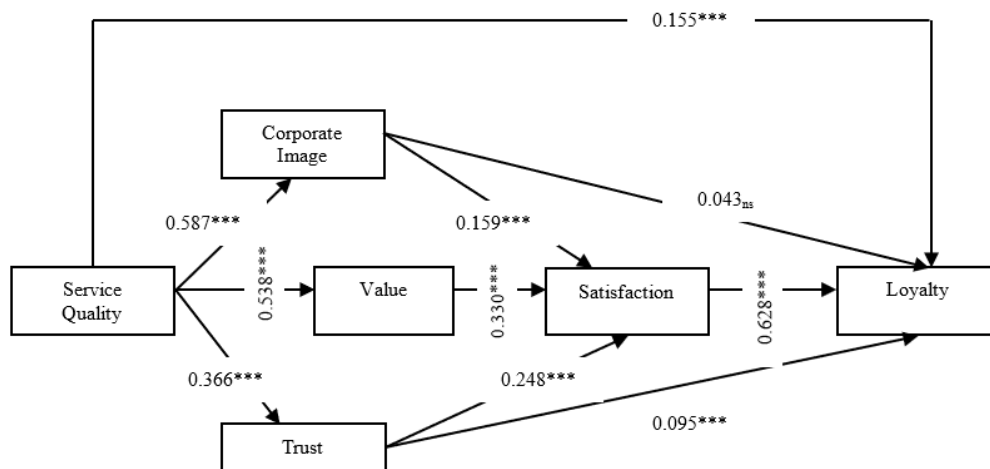 0.155***
Corporate
Image
0.043ns
0.587***
0.159***
Service
Quality
0.538***
Value
0.330***
Satisfaction
0.628***
Loyalty
0.366***
0.248***
0.095***
Trust